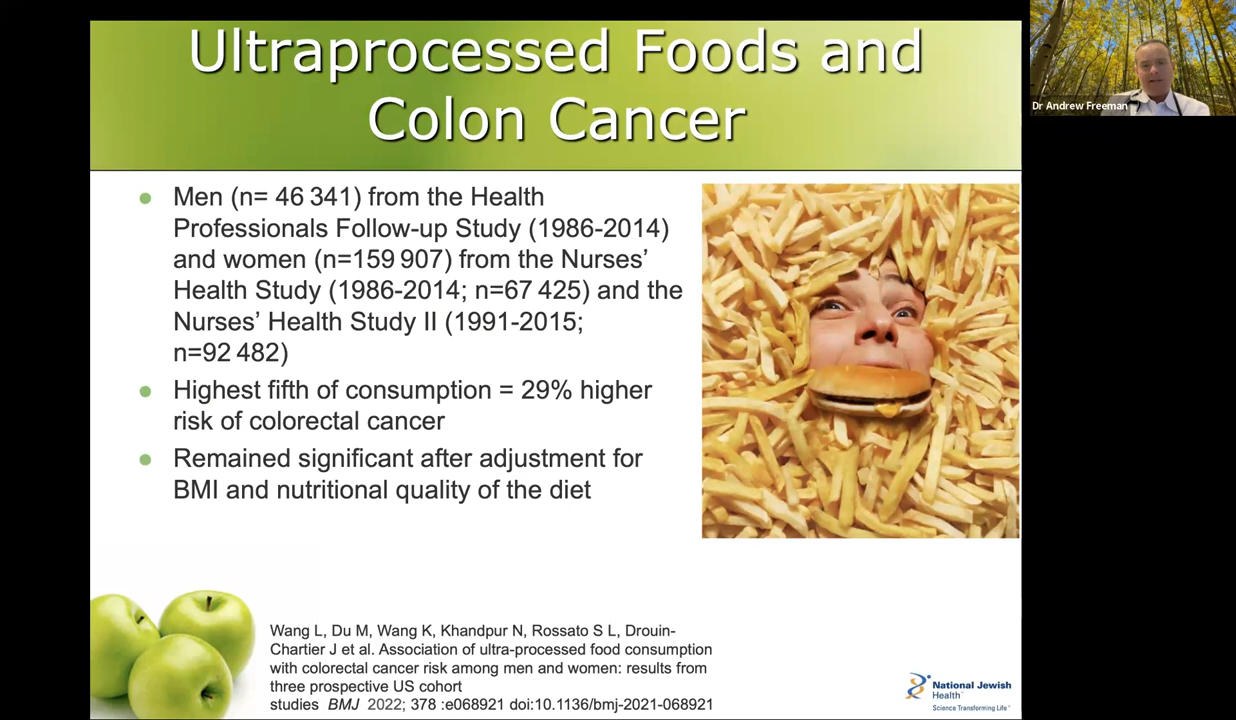 Ultraprocessed Foods and
Colon Cancer
Dr Andrew Freeman
• Men (n= 46 341) from the Health
Professionals Follow-up Study (1986-2014)
and women (n=159 907) from the Nurses’
Health Study (1986-2014; n=67 425) and the
Nurses’ Health Study II (1991-2015;
n=92 482)
• Highest fifth of consumption = 29% higher
risk of colorectal cancer
• Remained significant after adjustment for
BMI and nutritional quality of the diet
Wang L, Du M, Wang K, Khandpur N, Rossato S L, Drouin-
Chartier J et al. Association of ultra-processed food consumption
with colorectal cancer risk among men and women: results from
three prospective US cohort
studies BMJ 2022; 378 :e068921 doi:10.1136/bmj-2021-068921
National Jewish
Health™
Science Transforming Life®